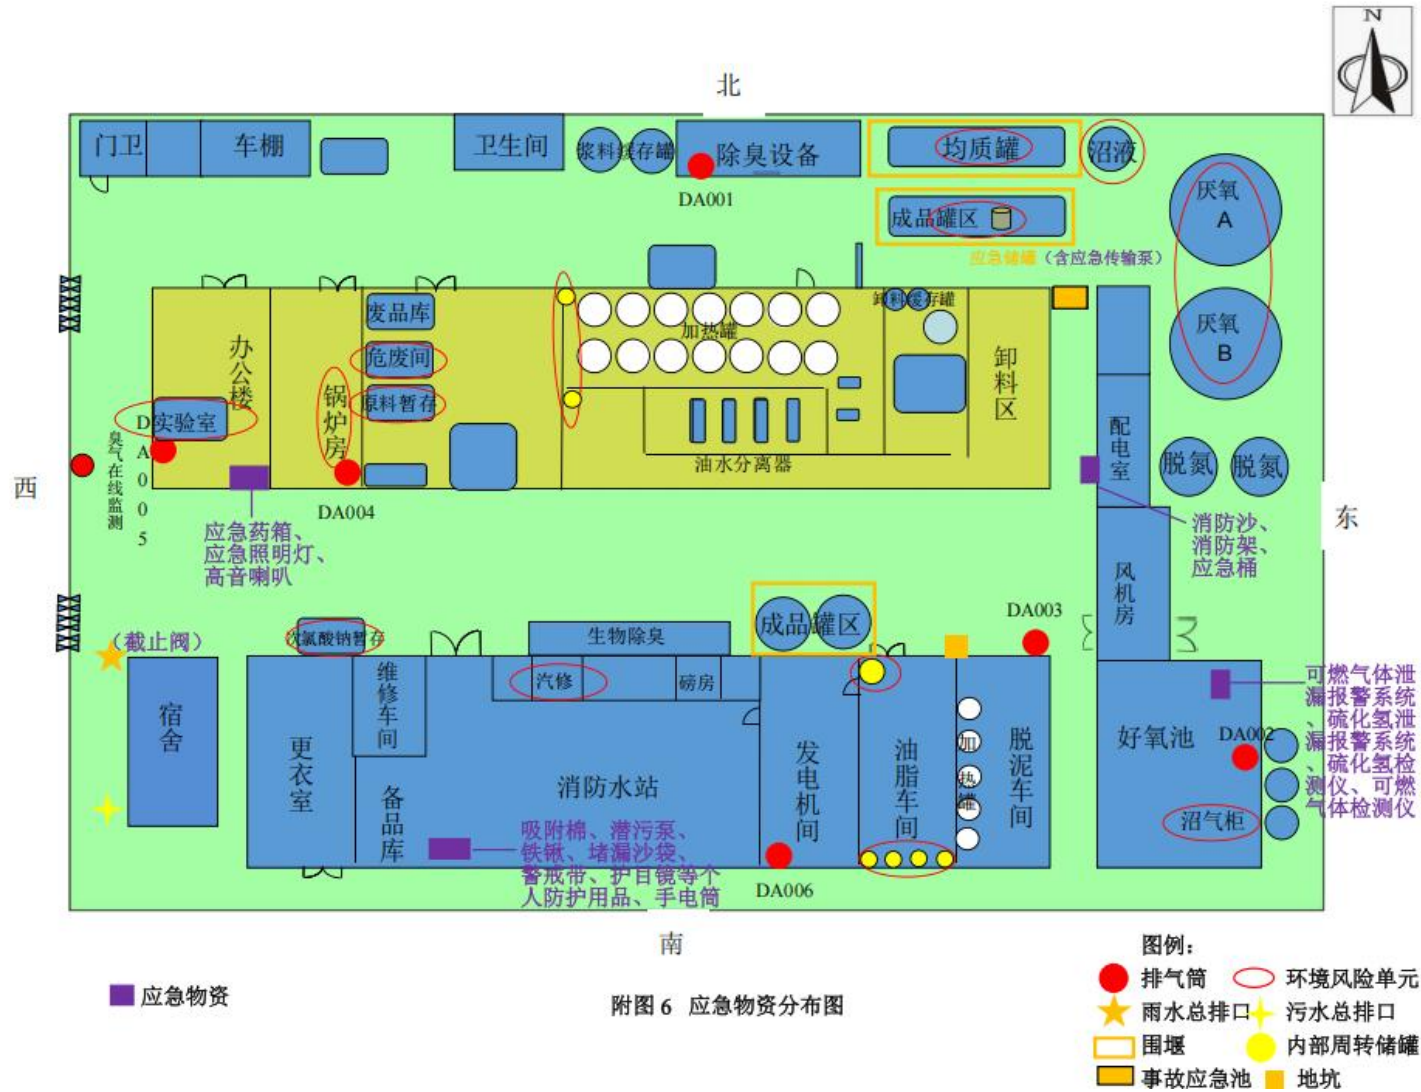 N
北
门卫
车棚
卫生间
浆料缓存罐
除臭设备
DA001
均质罐
沼液
成品罐区
应急储罐（含应急传输泵）
厌氧
A
厌氧
B
办公楼
锅炉房
废品库
危废间
原料暂存
实验室
DA005
臭气在线监测
加热罐
卸料缓存罐
卸料区
油水分离器
配电室
脱氮
脱氮
西
东
DA004
应急药箱、
应急照明灯、
高音喇叭
消防沙、
消防架、
应急桶
风机房
DA003
（截止阀）
次氯酸钠暂存
生物除臭
成品罐区
宿舍
维修车间
汽修
磅房
更衣室
备品库
消防水站
发电机间
油脂车间
加热罐
脱泥车间
好氧池
DA002
沼气柜
可燃气体泄
漏报警系统
、硫化氢泄
漏报警系统
、硫化氢检
测仪、可燃
气体检测仪
吸附棉、潜污泵、
铁锹、堵漏沙袋、
警戒带、护目镜等个
人防护用品、手电筒
DA006
南
图例：
排气筒
环境风险单元
雨水总排口
污水总排口
围堰
内部周转储罐
事故应急池
地坑
应急物资
附图 6 应急物资分布图